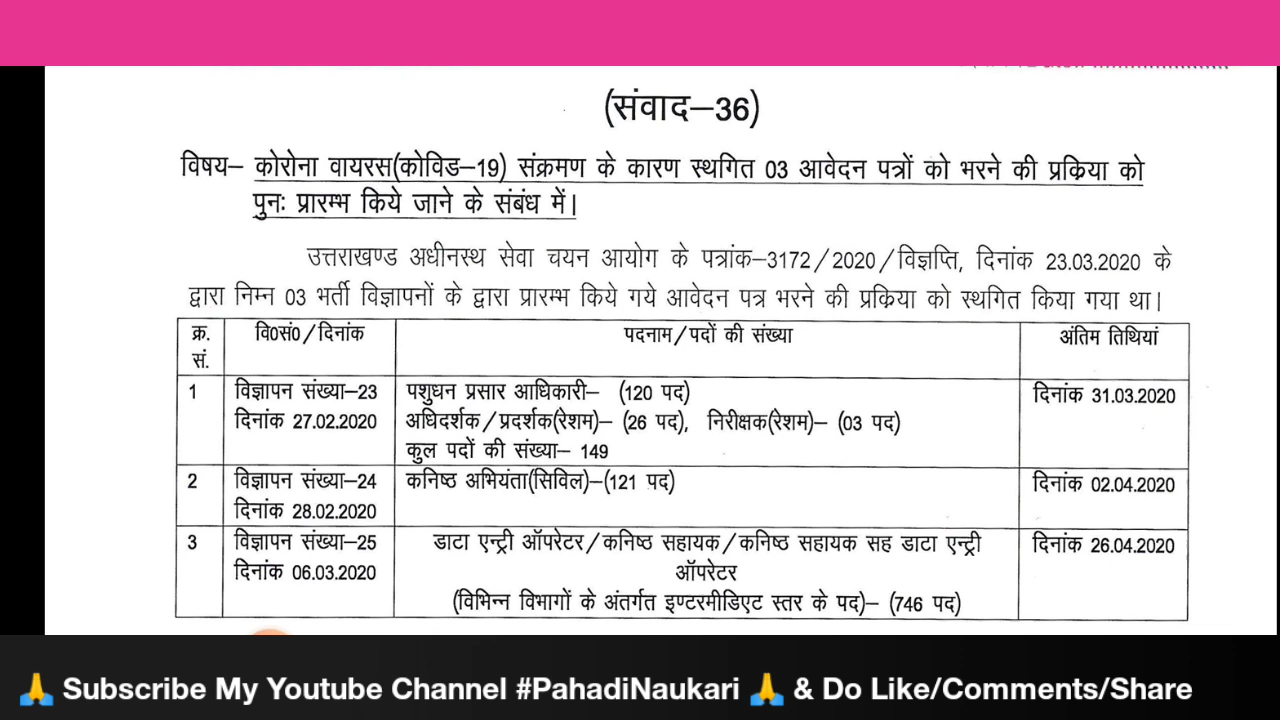 (संवाद–36)
विषय– कोरोना वायरस(कोविड–19) संक्रमण के कारण स्थगित 03 आवेदन पत्रों को भरने की प्रक्रिया को
पुनः प्रारम्भ किये जाने के संबंध में।
उत्तराखण्ड अधीनस्थ सेवा चयन आयोग के पत्रांक–3172/2020/विज्ञप्ति, दिनांक 23.03.2020 के
द्वारा निम्न 03 भर्ती विज्ञापनों के द्वारा प्रारम्भ किये गये आवेदन पत्र भरने की प्रक्रिया को स्थगित किया गया था।
क्र. वि0सं0/दिनांक पदनाम/पदों की संख्या अंतिम तिथियां
सं.
1 विज्ञापन संख्या–23 पशुधन प्रसार आधिकारी– (120 पद) दिनांक 31.03.2020
दिनांक 27.02.2020 अधिदर्शक/प्रदर्शक(रेशम)– (26 पद), निरीक्षक(रेशम)– (03 पद)
कुल पदों की संख्या– 149
2 विज्ञापन संख्या–24 कनिष्ठ अभियंता(सिविल)–(121 पद) दिनांक 02.04.2020
दिनांक 28.02.2020
3 विज्ञापन संख्या–25 डाटा एन्ट्री ऑपरेटर/कनिष्ठ सहायक/कनिष्ठ सहायक सह डाटा एन्ट्री दिनांक 26.04.2020
दिनांक 06.03.2020 ऑपरेटर
(विभिन्न विभागों के अंतर्गत इण्टरमीडिएट स्तर के पद)– (746 पद)
🙏 Subscribe My Youtube Channel #PahadiNaukari 🙏 & Do Like/Comments/Share